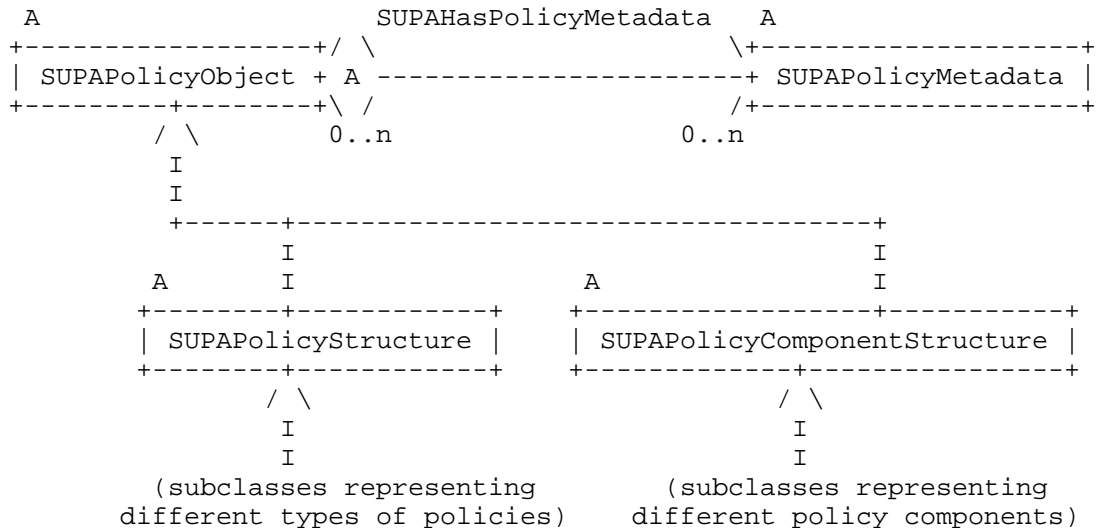 A SUPAHasPolicyMetadata A
SUPAPolicyObject A SUPAPolicyMetadata
0..n 0..n
I
I
I I
A I A I
SUPAPolicyStructure SUPAPolicyComponentStructure
I I
I I
(subclasses representing (subclasses representing
different types of policies) different policy components)